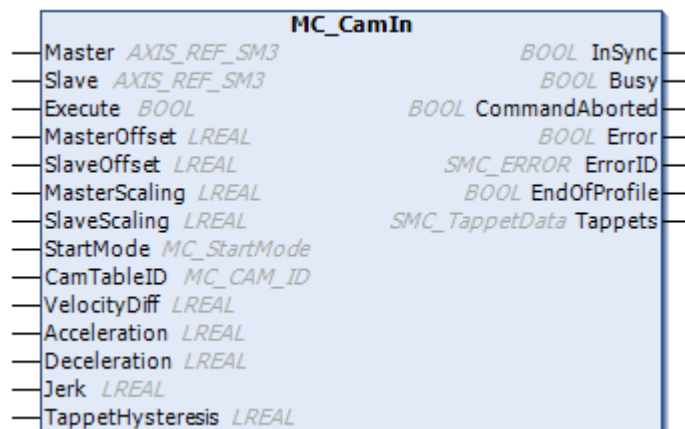 MC_CamIn
Master AXIS_REF_SM3 BOOL InSync
Slave AXIS_REF_SM3 BOOL Busy
Execute BOOL BOOL CommandAborted
MasterOffset LREAL BOOL Error
SlaveOffset LREAL SMC_ERROR ErrorID
MasterScaling LREAL BOOL EndOfProfile
SlaveScaling LREAL SMC_TappetData Tappets
StartMode MC_StartMode
CamTableID MC_CAM_ID
VelocityDiff LREAL
Acceleration LREAL
Deceleration LREAL
Jerk LREAL
TappetHysteresis LREAL